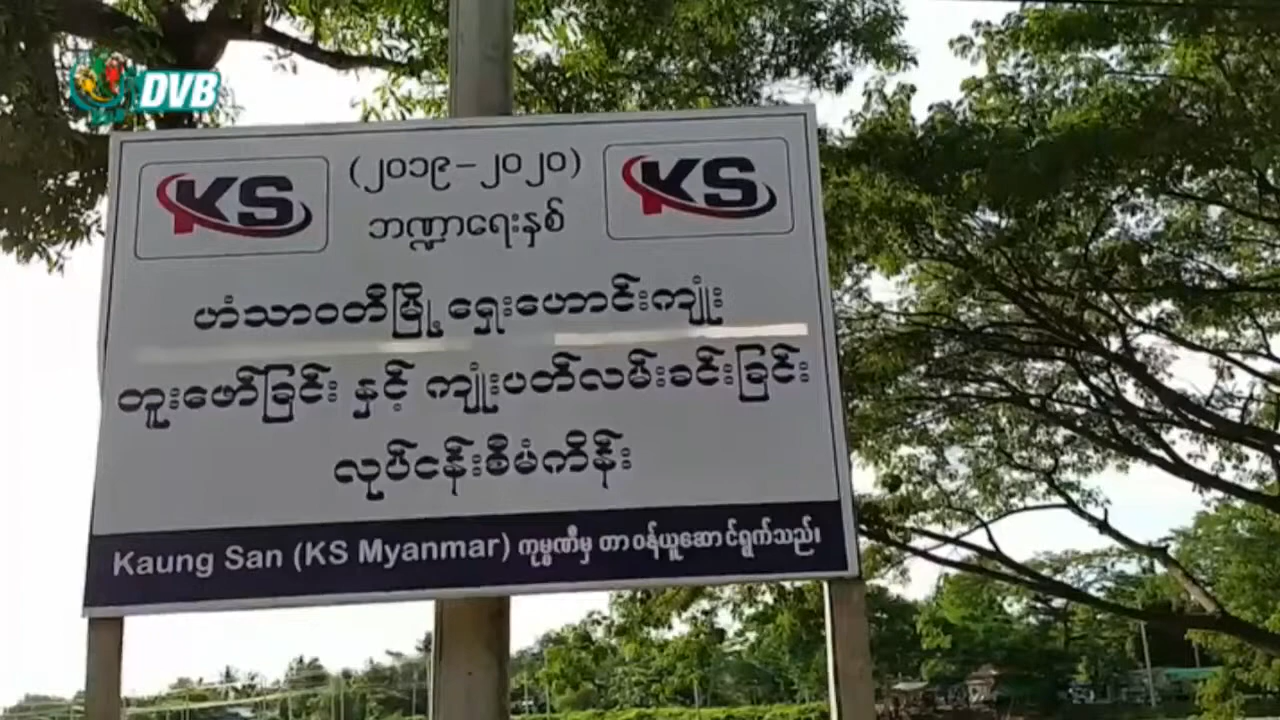 DVB
KS
(၂၀၁၉-၂၀၂၀)
KS
ဘဏ္ဍာရေးနှစ်
ဟံသာဝတီမြို့ ရှေးဟောင်းကျုံး
တူးဖော်ခြင်း နှင့် ကျုံးပတ်လမ်းခင်းခြင်း
လုပ်ငန်းစီမံကိန်း
Kaung San (KS Myanmar) ကုမ္ပဏီမှ တာဝန်ယူဆောင်ရွက်သည်။